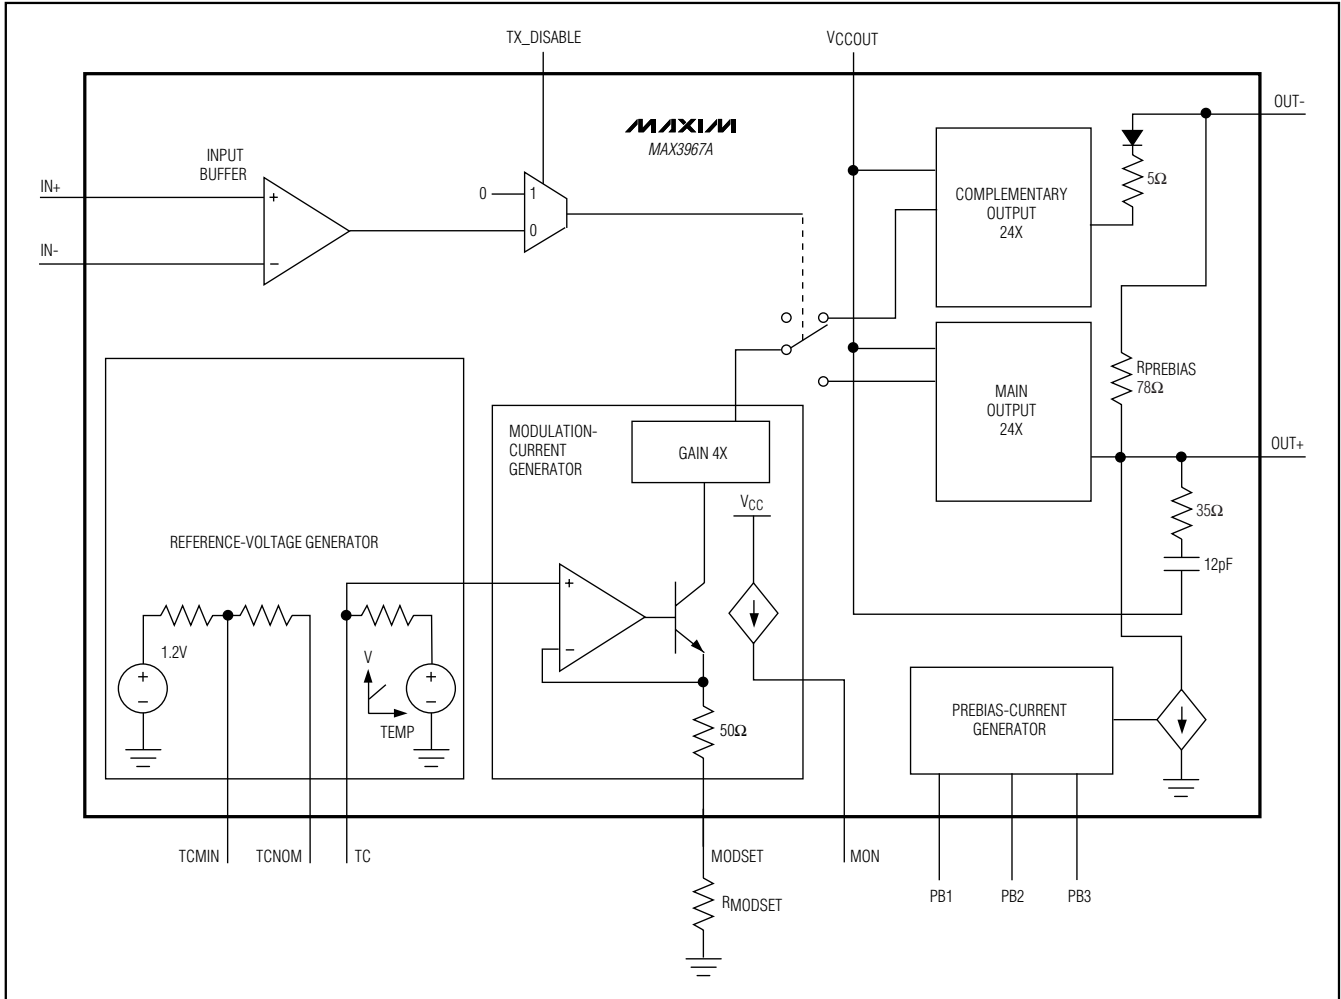 TX_DISABLE
VCCOUT
OUT-
MAXIM
MAX3967A
INPUT
BUFFER
IN+
IN-
+
−
0
1
0
COMPLEMENTARY
OUTPUT
24X
5Ω
RPREBIAS
78Ω
MAIN
OUTPUT
24X
OUT+
35Ω
12pF
MODULATION-
CURRENT
GENERATOR
GAIN 4X
VCC
REFERENCE-VOLTAGE GENERATOR
+
−
1.2V
+
−
V
TEMP
+
−
50Ω
PREBIAS-CURRENT
GENERATOR
TCMIN
TCNOM
TC
MODSET
MON
RMODSET
PB1
PB2
PB3